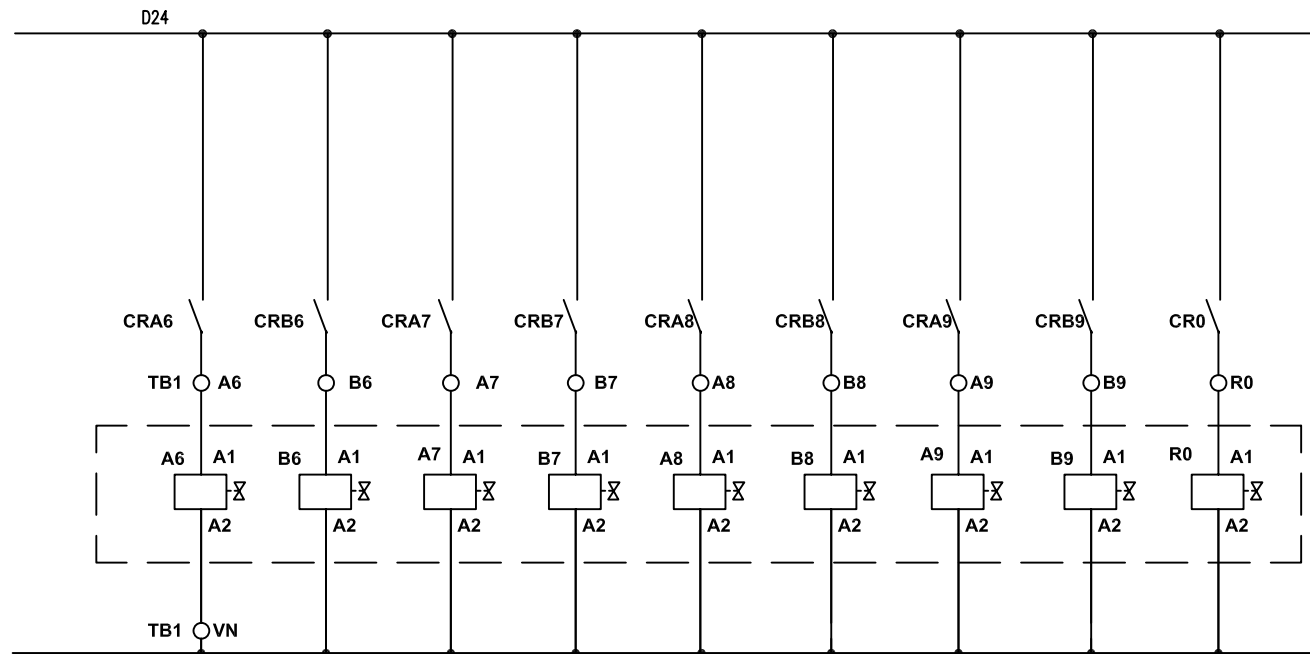 D24
CRA6 CRB6 CRA7 CRB7 CRA8 CRB8 CRA9 CRB9 CR0
TB1 A6 B6 A7 B7 A8 B8 A9 B9 R0
A6 A1 B6 A1 A7 A1 B7 A1 A8 A1 B8 A1 A9 A1 B9 A1 R0 A1
A2 A2 A2 A2 A2 A2 A2 A2 A2
TB1 VN